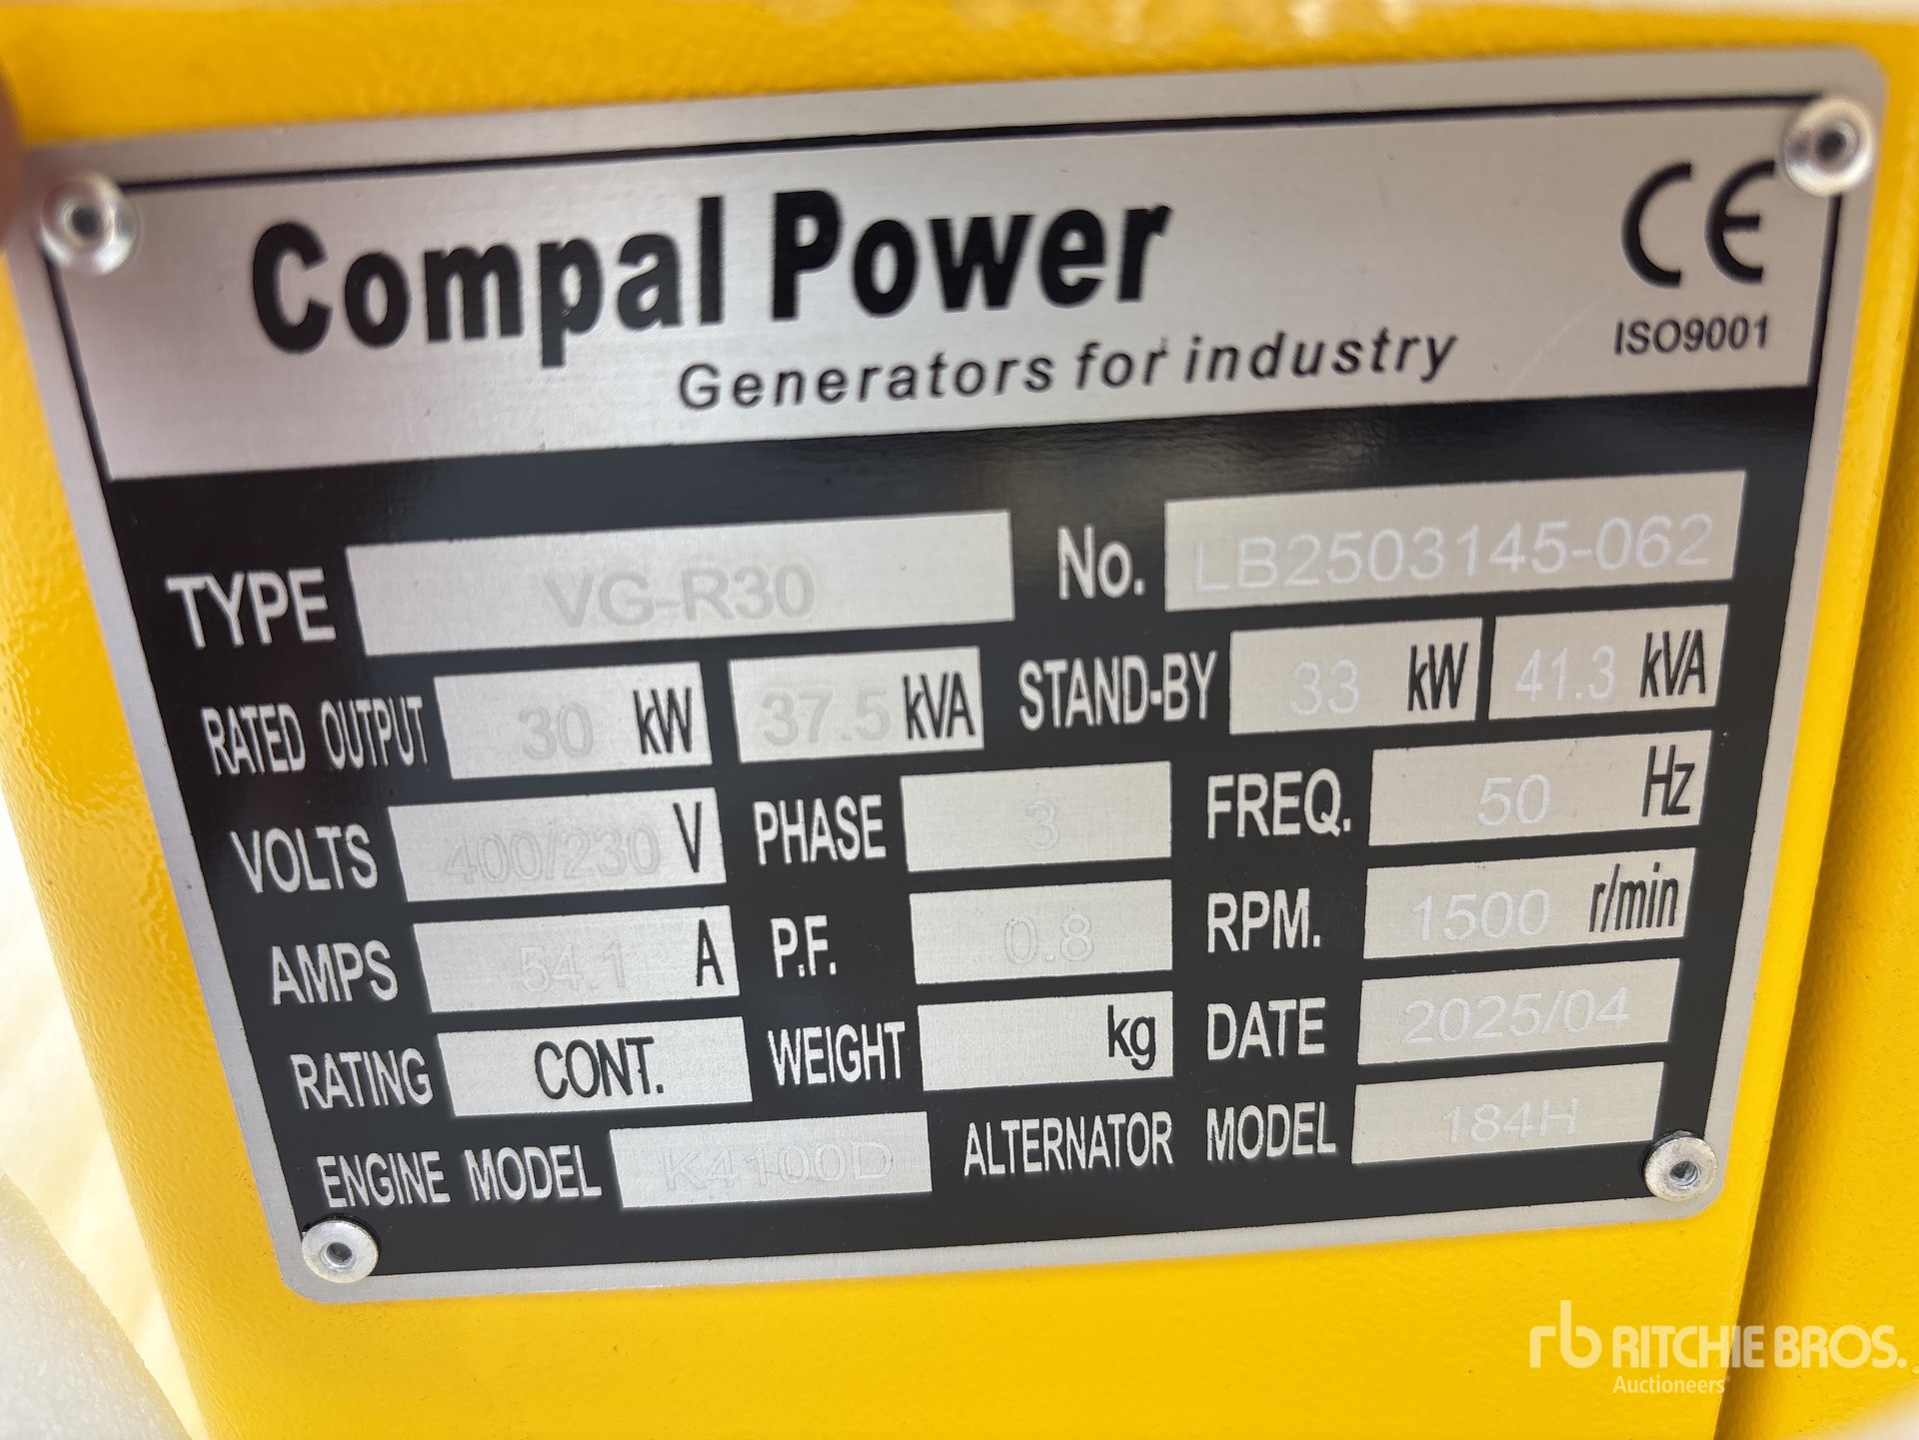 Compal Power
Generators for industry
CE
ISO9001
TYPE VG-R30 No. LB2503145-062
RATED OUTPUT 30 kW 37.5 kVA STAND-BY 33 kW 41.3 kVA
VOLTS 400/230 V PHASE 3 FREQ. 50 Hz
AMPS 54.1 A P.F. 0.8 RPM. 1500 r/min
RATING CONT. WEIGHT kg DATE 2025/04
ENGINE MODEL K4100D ALTERNATOR MODEL 184H
rb RITCHIE BROS.
Auctioneers